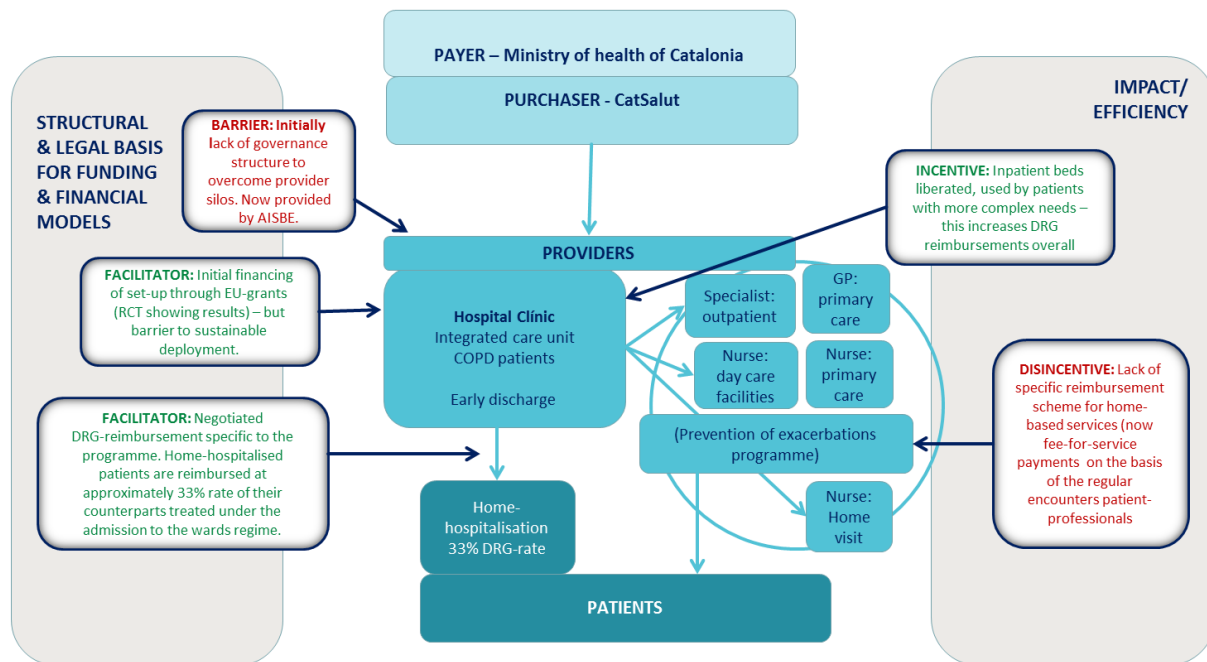 PAYER – Ministry of health of Catalonia
PURCHASER - CatSalut
STRUCTURAL
& LEGAL BASIS
FOR FUNDING
& FINANCIAL
MODELS
BARRIER: Initially
lack of governance
structure to
overcome provider
silos. Now provided
by AISBE.
FACILITATOR: Initial financing
of set-up through EU-grants
(RCT showing results) – but
barrier to sustainable
deployment.
FACILITATOR: Negotiated
DRG-reimbursement specific to the
programme. Home-hospitalised
patients are reimbursed at
approximately 33% rate of their
counterparts treated under the
admission to the wards regime.
PROVIDERS
Hospital Clínic
Integrated care unit
COPD patients
Early discharge
Specialist:
outpatient
GP:
primary
care
Nurse:
day care
facilities
Nurse:
primary
care
(Prevention of exacerbations
programme)
Nurse:
Home
visit
Home-
hospitalisation
33% DRG-rate
PATIENTS
IMPACT/
EFFICIENCY
INCENTIVE: Inpatient beds
liberated, used by patients
with more complex needs –
this increases DRG
reimbursements overall
DISINCENTIVE: Lack of
specific reimbursement
scheme for home-
based services (now
fee-for-service
payments on the basis
of the regular
encounters patient-
professionals